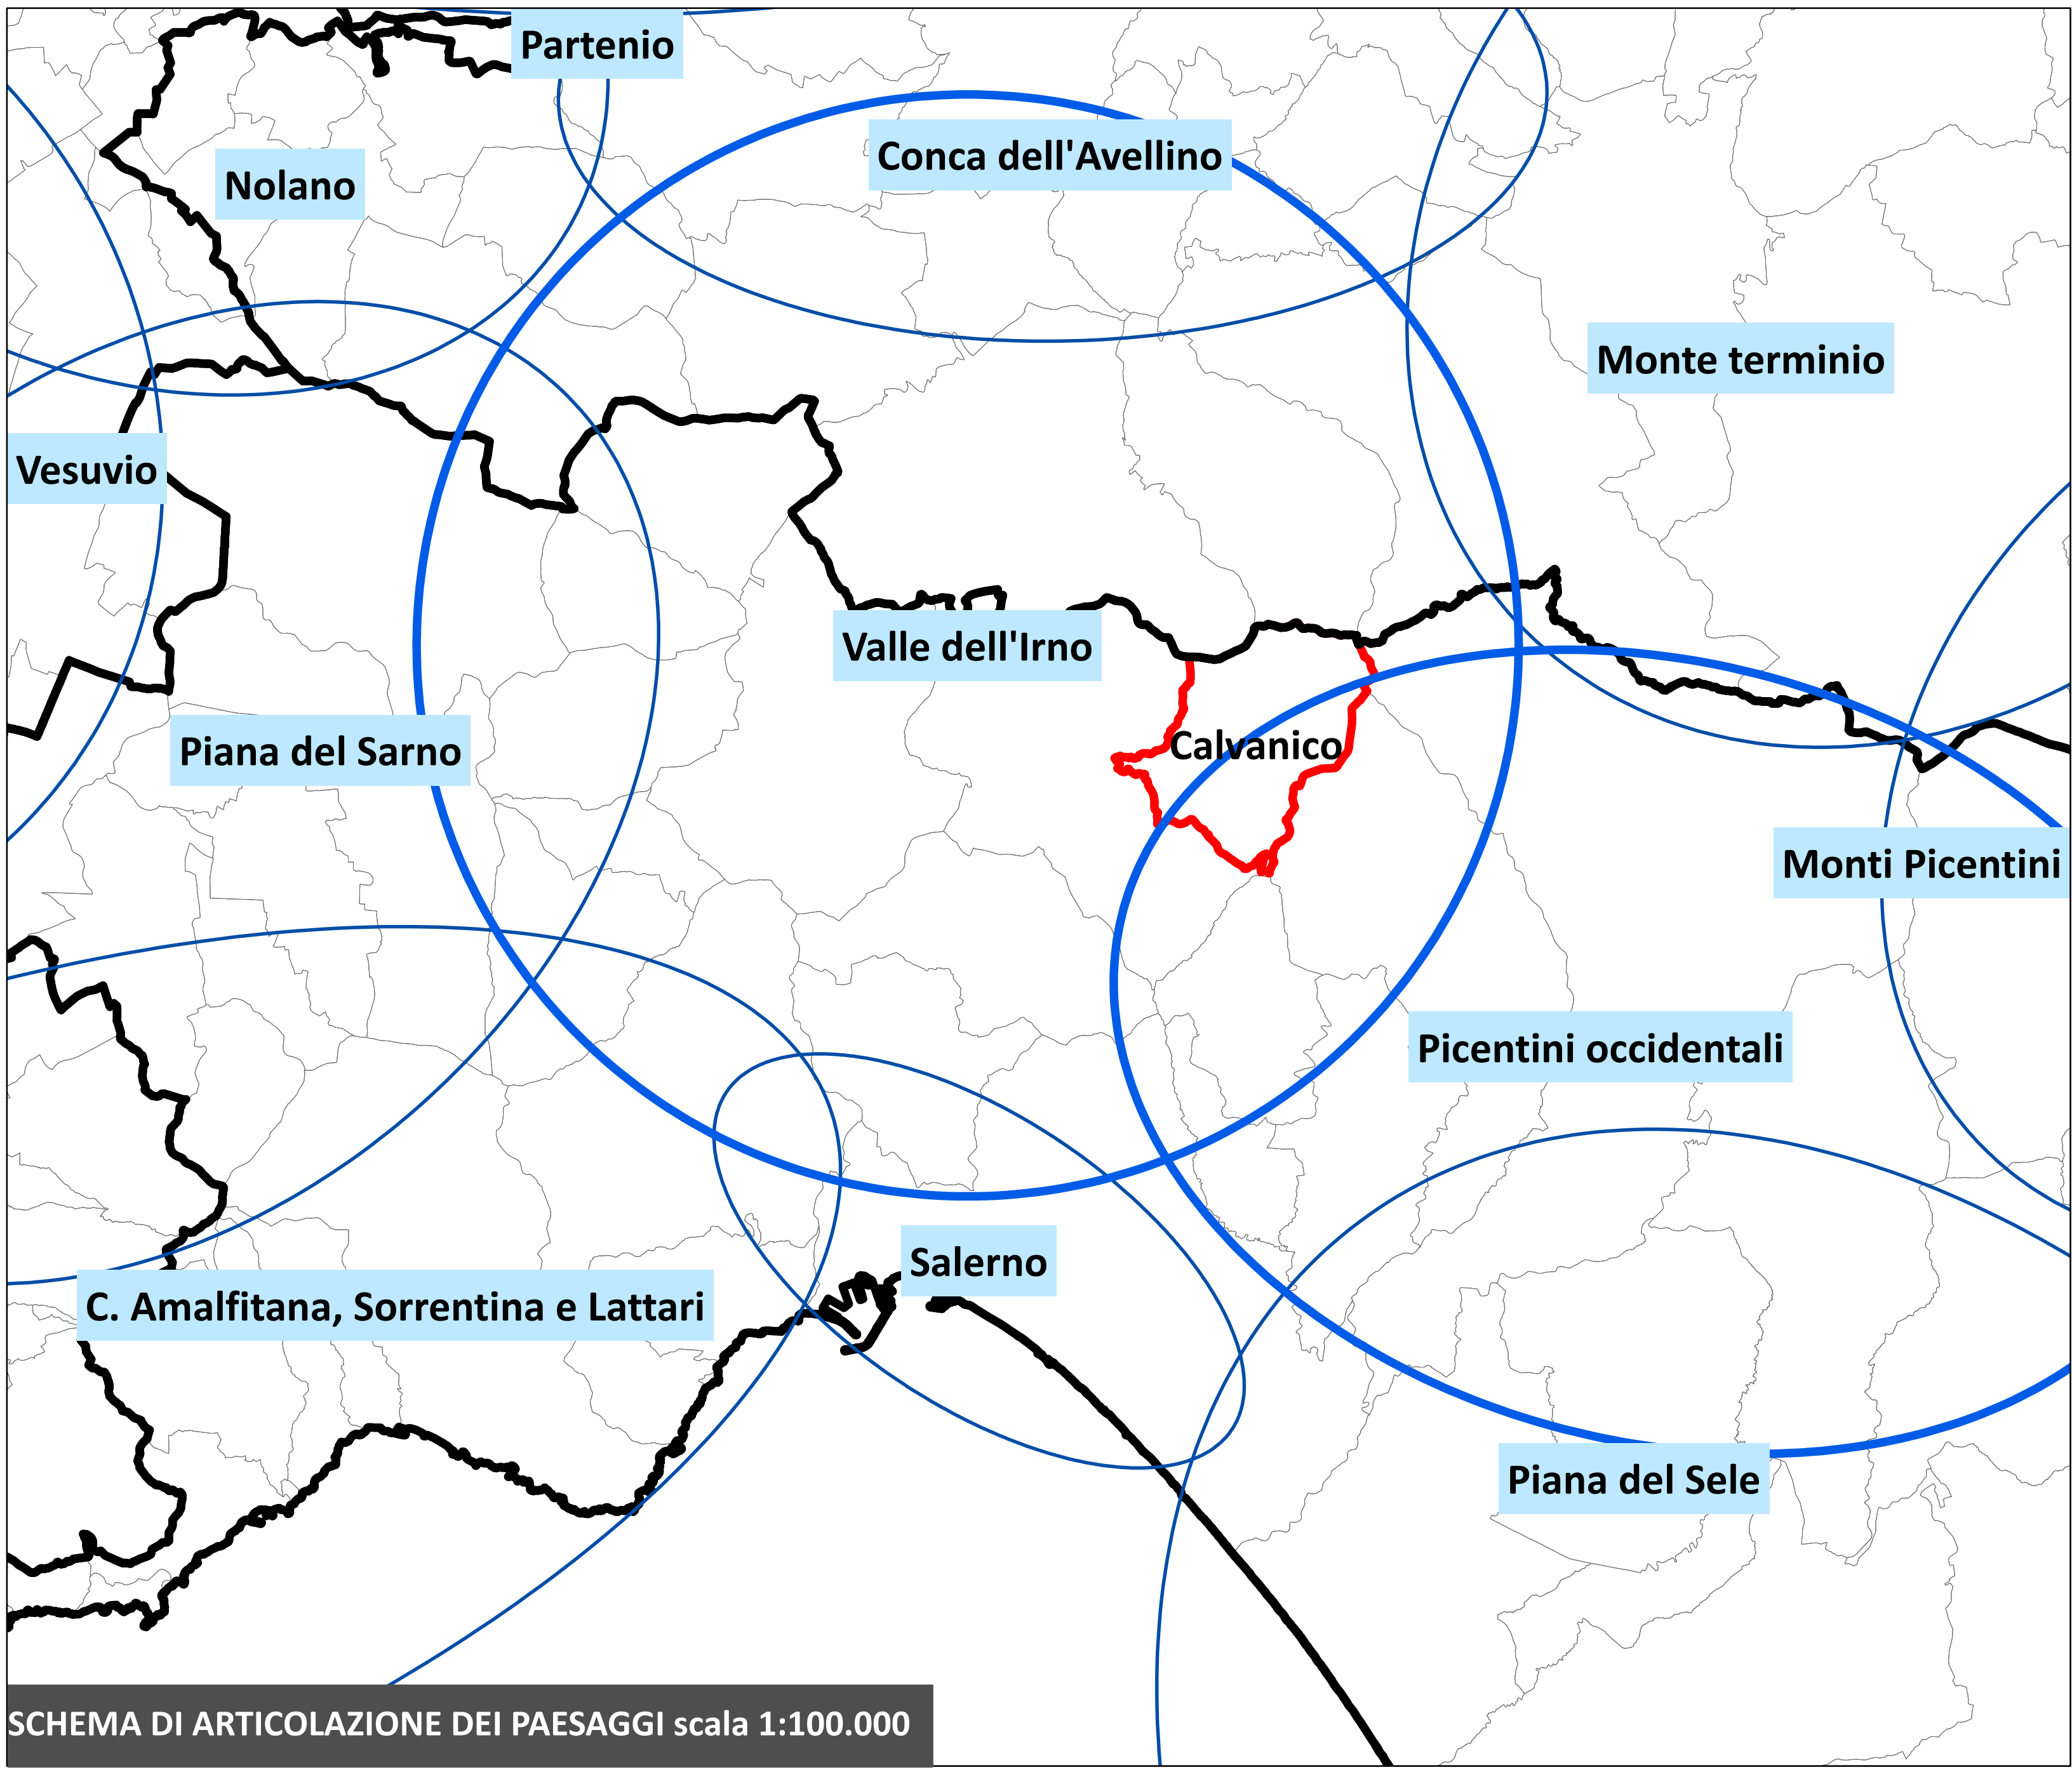 Partenio
Conca dell'Avellino
Nolano
Monte terminio
Vesuvio
Valle dell'Irno
Piana del Sarno
Calvanico
Monti Picentini
Picentini occidentali
Salerno
C. Amalfitana, Sorrentina e Lattari
Piana del Sele
SCHEMA DI ARTICOLAZIONE DEI PAESAGGI scala 1:100.000